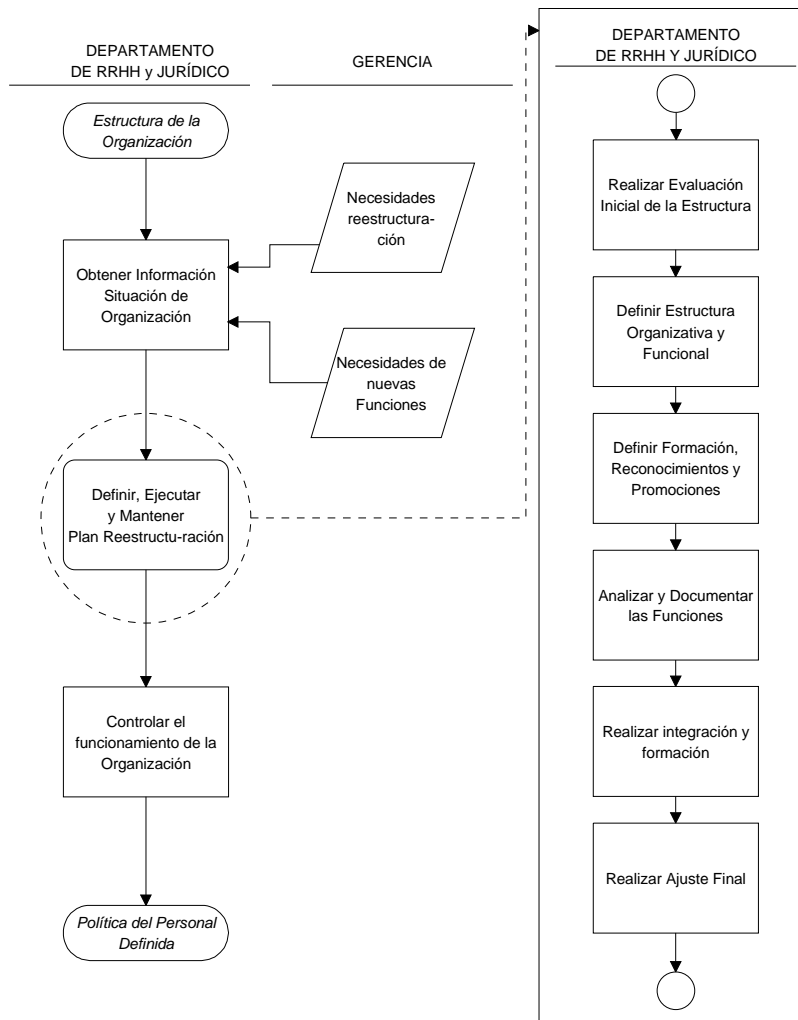 DEPARTAMENTO
DE RRHH y JURÍDICO
GERENCIA
Estructura de la
Organización
Necesidades
reestructura-
ción
Obtener Información
Situación de
Organización
Necesidades de
nuevas
Funciones
Definir, Ejecutar
y Mantener
Plan Reestructu-ración
Controlar el
funcionamiento de la
Organización
Política del Personal
Definida
DEPARTAMENTO
DE RRHH Y JURÍDICO
Realizar Evaluación
Inicial de la Estructura
Definir Estructura
Organizativa y
Funcional
Definir Formación,
Reconocimientos y
Promociones
Analizar y Documentar
las Funciones
Realizar integración y
formación
Realizar Ajuste Final